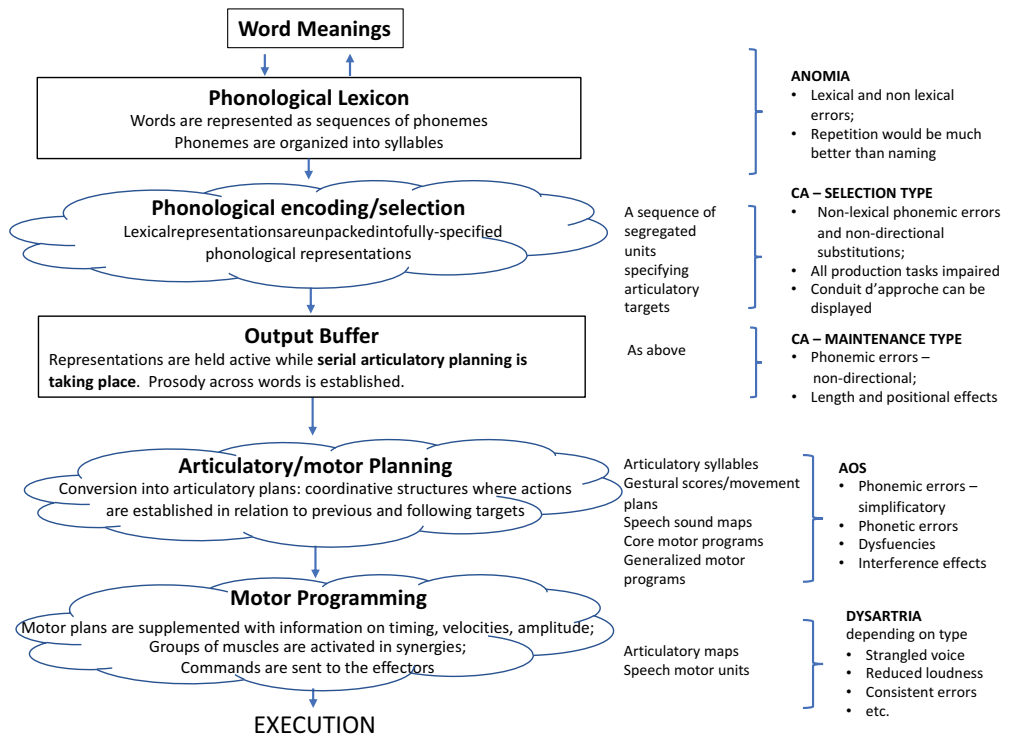 Word Meanings
Phonological Lexicon
Words are represented as sequences of phonemes
Phonemes are organized into syllables
ANOMIA
• Lexical and non lexical
errors;
• Repetition would be much
better than naming
Phonological encoding/selection
Lexicalrepresentationsareunpackedintofully-specified
phonological representations
A sequence of
segregated
units
specifying
articulatory
targets
CA – SELECTION TYPE
• Non-lexical phonemic errors
and non-directional
substitutions;
• All production tasks impaired
• Conduit d’approche can be
displayed
Output Buffer
Representations are held active while serial articulatory planning is
taking place. Prosody across words is established.
As above
CA – MAINTENANCE TYPE
• Phonemic errors –
non-directional;
• Length and positional effects
Articulatory/motor Planning
Conversion into articulatory plans: coordinative structures where actions
are established in relation to previous and following targets
Articulatory syllables
Gestural scores/movement
plans
Speech sound maps
Core motor programs
Generalized motor
programs
AOS
• Phonemic errors –
simplificatory
• Phonetic errors
• Dysfuencies
• Interference effects
Motor Programming
Motor plans are supplemented with information on timing, velocities, amplitude;
Groups of muscles are activated in synergies;
Commands are sent to the effectors
Articulatory maps
Speech motor units
DYSARTRIA
depending on type
• Strangled voice
• Reduced loudness
• Consistent errors
• etc.
EXECUTION